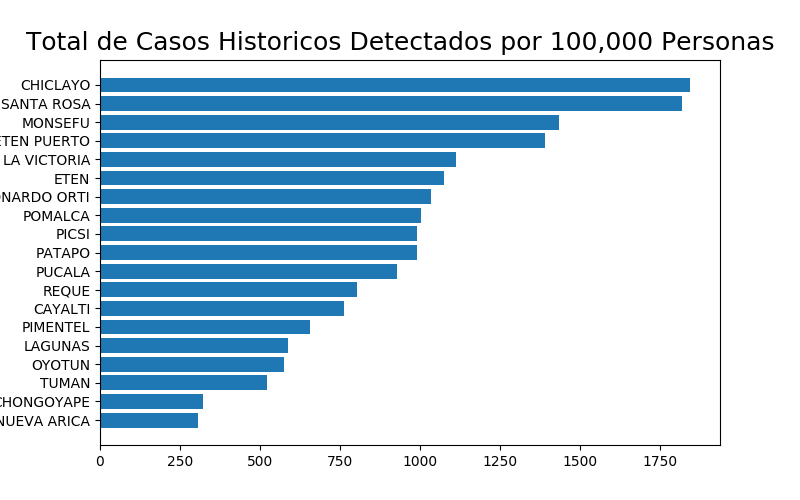 Total de Casos Historicos Detectados por 100,000 Personas
CHICLAYO
SANTA ROSA
MONSEFU
ETEN PUERTO
LA VICTORIA
ETEN
NARDO ORTI
POMALCA
PICSI
PATAPO
PUCALA
REQUE
CAYALTI
PIMENTEL
LAGUNAS
OYOTUN
TUMAN
CHONGOYAPE
NUEVA ARICA
0 250 500 750 1000 1250 1500 1750